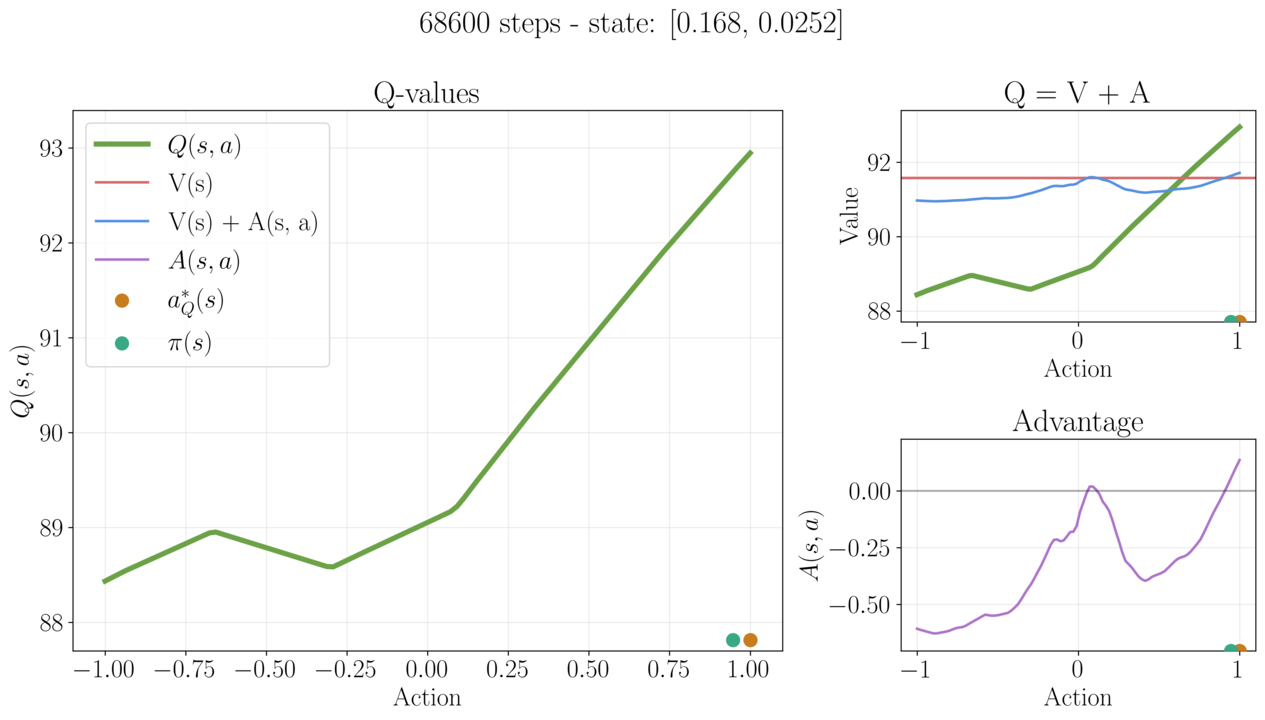 68600 steps - state: [0.168, 0.0252]
Q-values
Q(s, a)
V(s)
V(s) + A(s, a)
A(s, a)
a*Q(s)
π(s)
93
92
91
90
89
88
Q(s, a)
−1.00 −0.75 −0.50 −0.25 0.00 0.25 0.50 0.75 1.00
Action
Q = V + A
92
90
88
Value
−1 0 1
Action
Advantage
0.00
−0.25
−0.50
A(s, a)
−1 0 1
Action